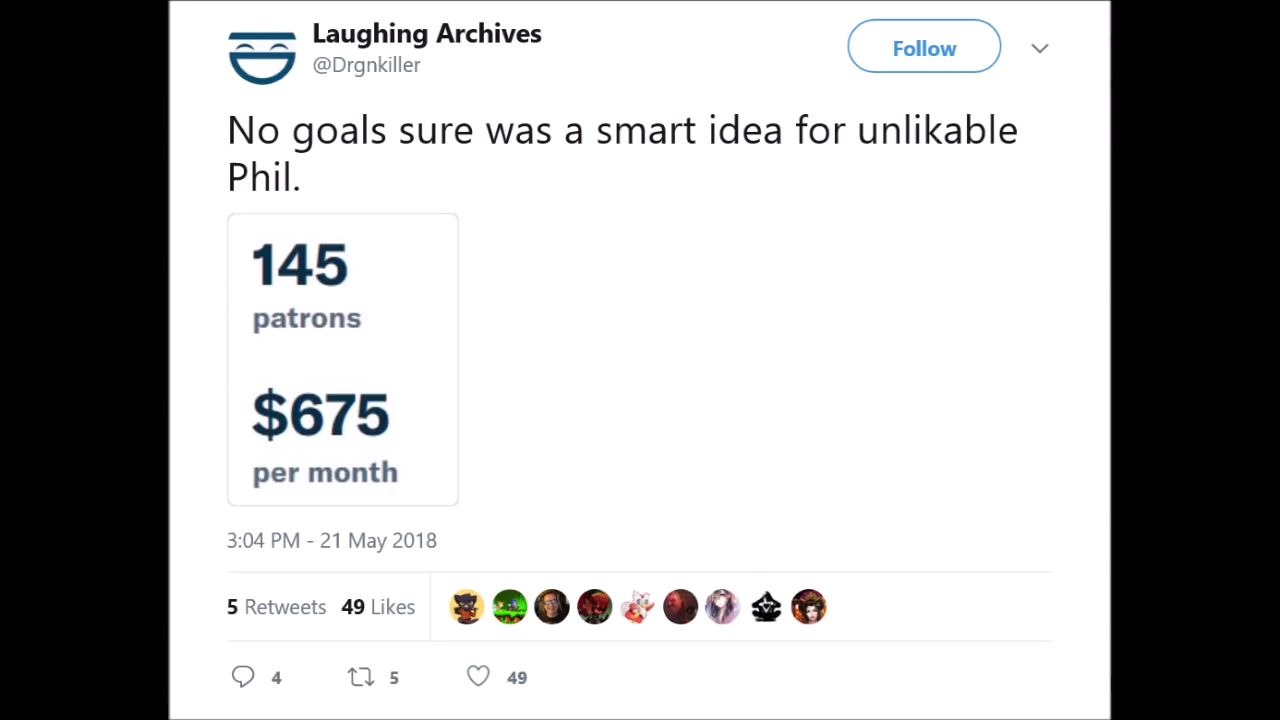 Laughing Archives
@Drgnkiller
Follow
No goals sure was a smart idea for unlikable
Phil.
145
patrons
$675
per month
3:04 PM - 21 May 2018
5 Retweets 49 Likes
4 5 49